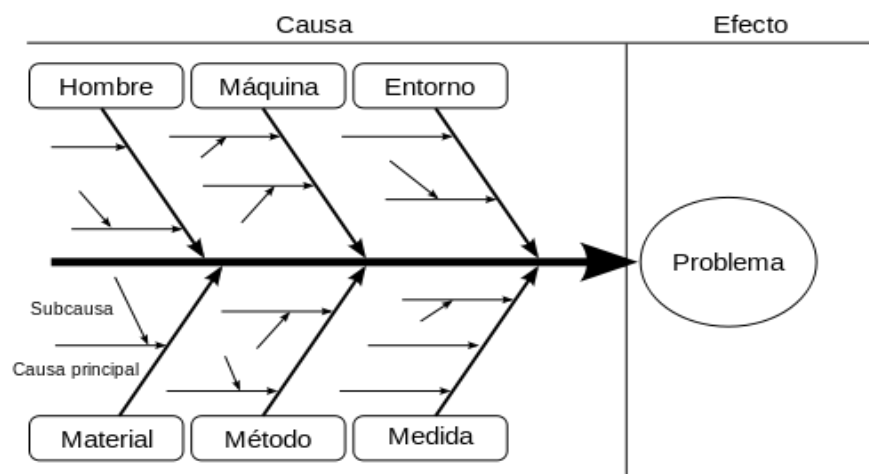 Causa
Efecto
Hombre
Máquina
Entorno
Problema
Subcausa
Causa principal
Material
Método
Medida